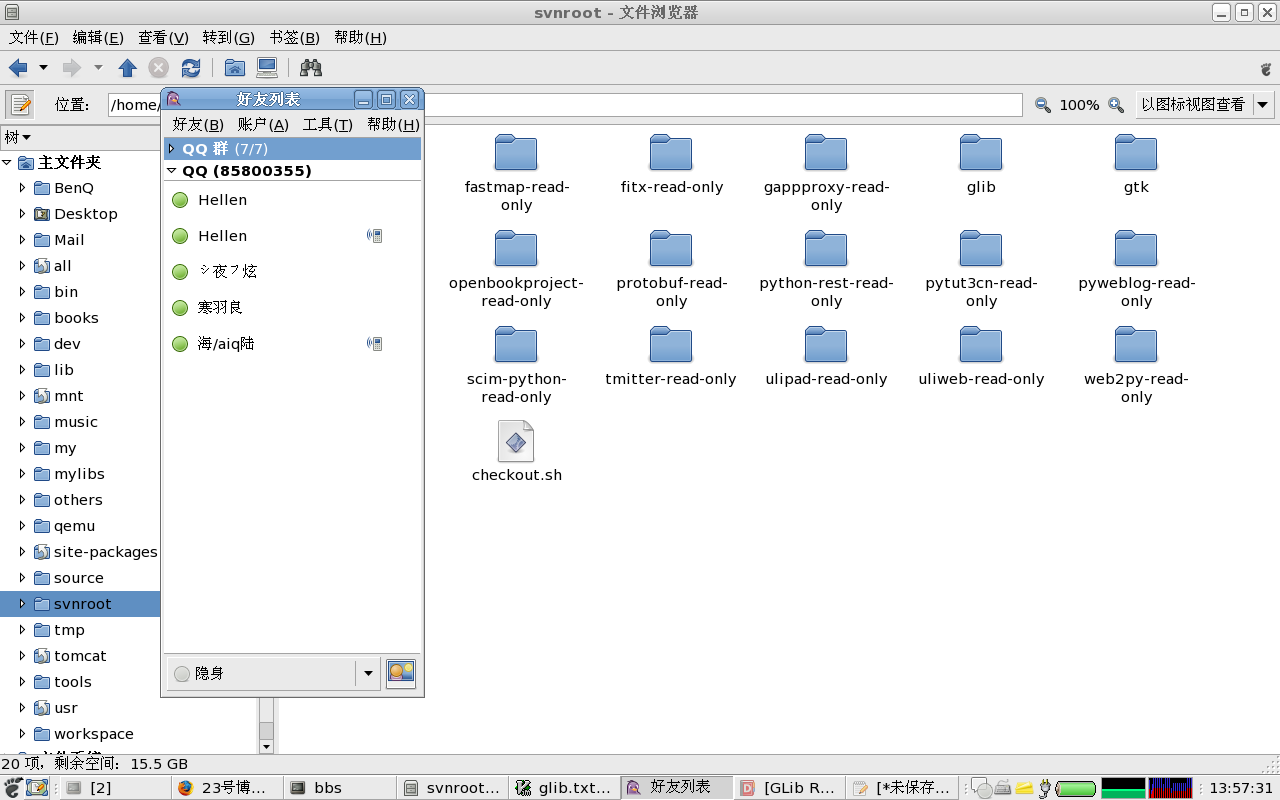 svnroot - 文件浏览器
文件(F) 编辑(E) 查看(V) 转到(G) 书签(B) 帮助(H)
位置： /home/ 100% 以图标视图查看
树
主文件夹
BenQ
Desktop
Mail
all
bin
books
dev
lib
mnt
music
my
mylibs
others
qemu
site-packages
source
svnroot
tmp
tomcat
tools
usr
workspace
好友列表
好友(B) 账户(A) 工具(T) 帮助(H)
QQ 群 (7/7)
QQ (85800355)
Hellen
Hellen
ゞ夜ㄗ炫
寒羽良
海/aiq陆
隐身
fastmap-read-
only
fitx-read-only
gappproxy-read-
only
glib
gtk
openbookproject-
read-only
protobuf-read-
only
python-rest-read-
only
pytut3cn-read-
only
pyweblog-read-
only
scim-python-
read-only
tmitter-read-only
ulipad-read-only
uliweb-read-only
web2py-read-
only
checkout.sh
20 项，剩余空间：15.5 GB
[2] 23号博... bbs svnroot... glib.txt... 好友列表 [GLib R... [*未保存... 13:57:31